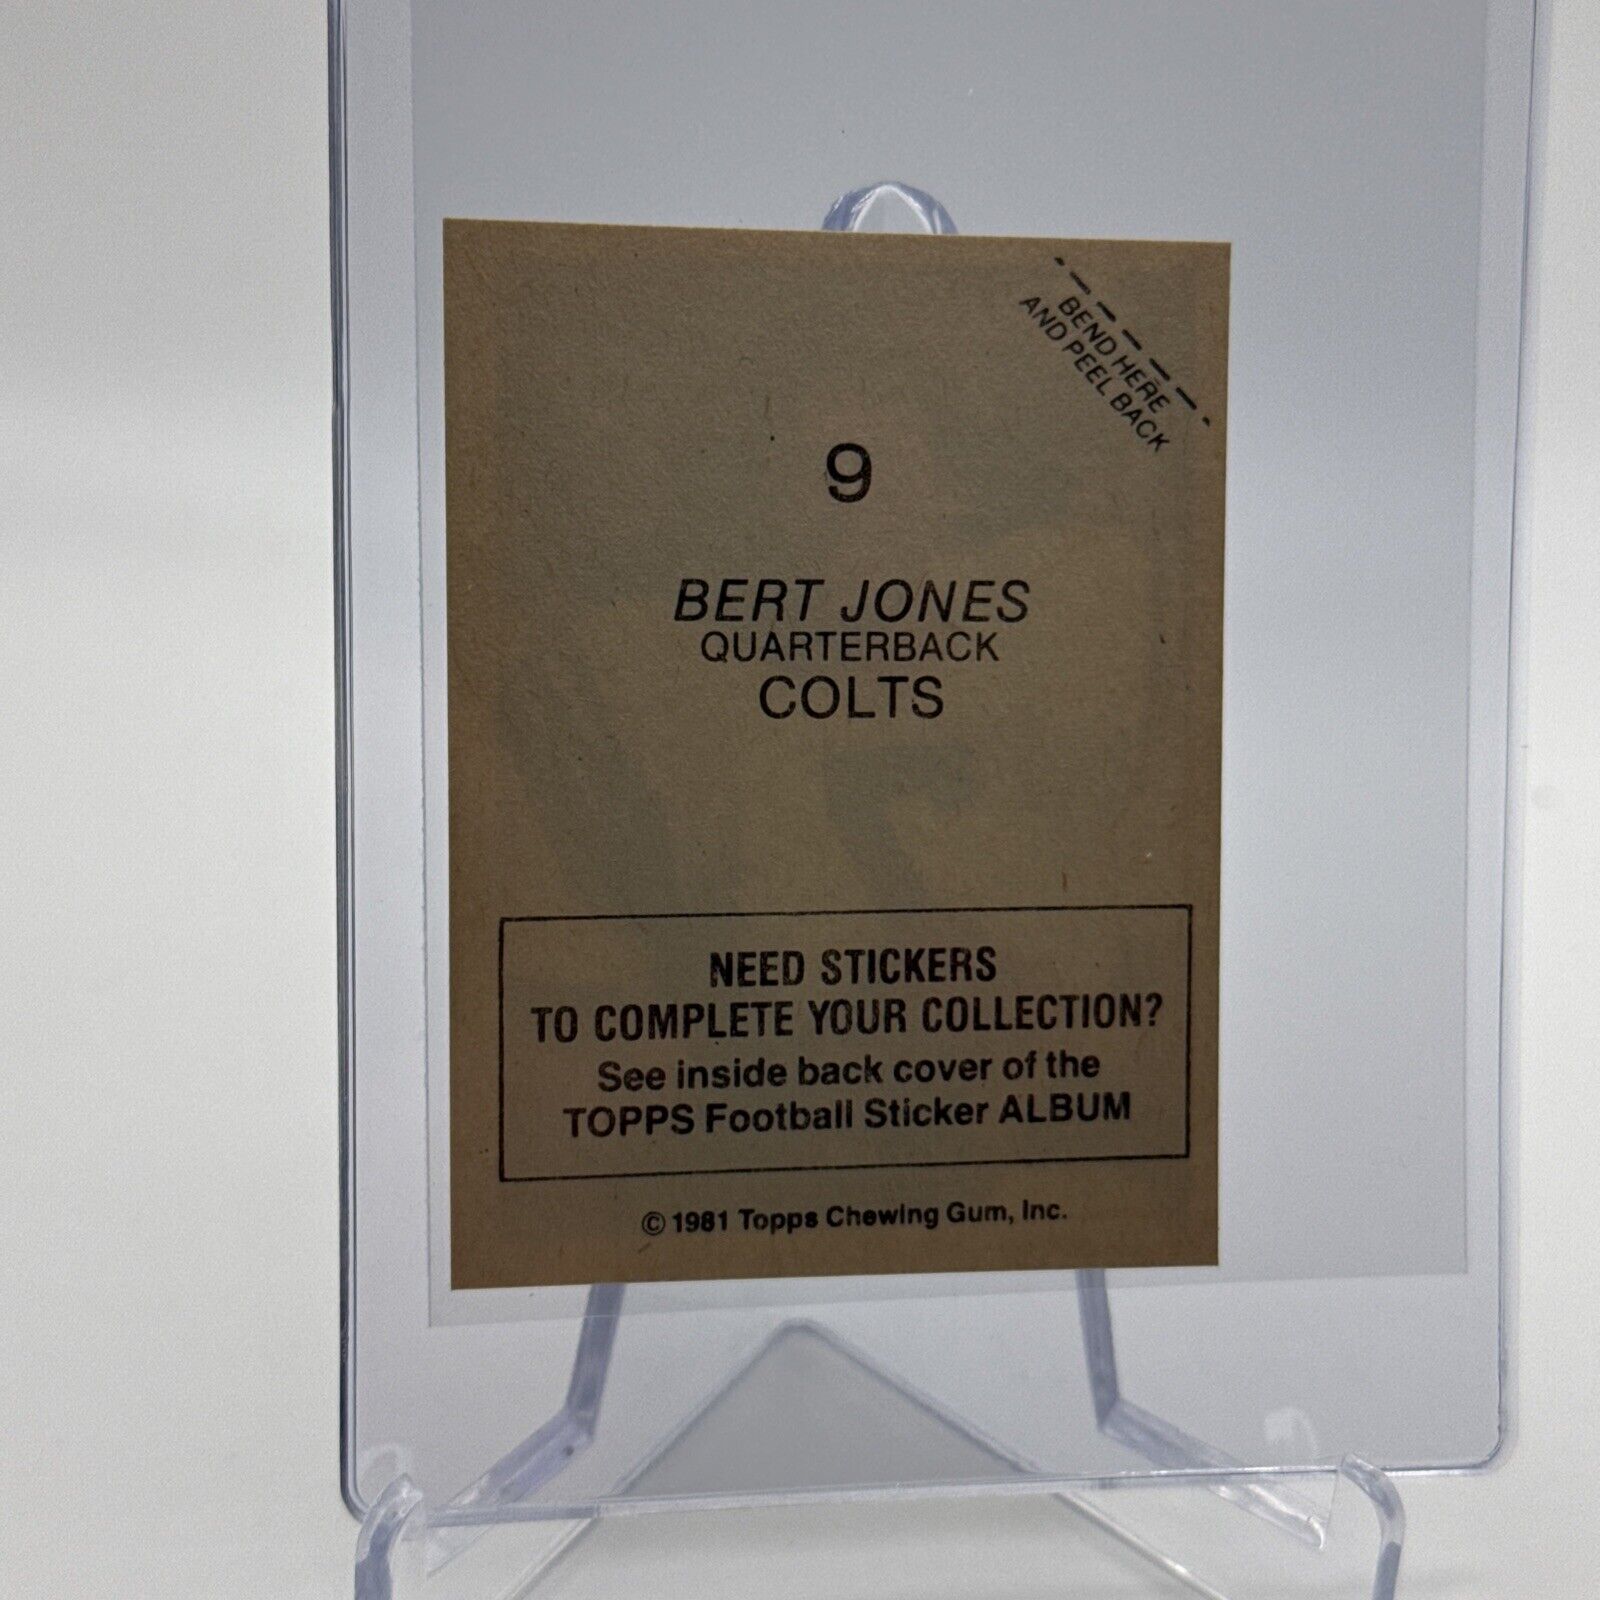 BEND HERE
AND PEEL BACK
9
BERT JONES
QUARTERBACK
COLTS
NEED STICKERS
TO COMPLETE YOUR COLLECTION?
See inside back cover of the
TOPPS Football Sticker ALBUM
© 1981 Topps Chewing Gum, Inc.